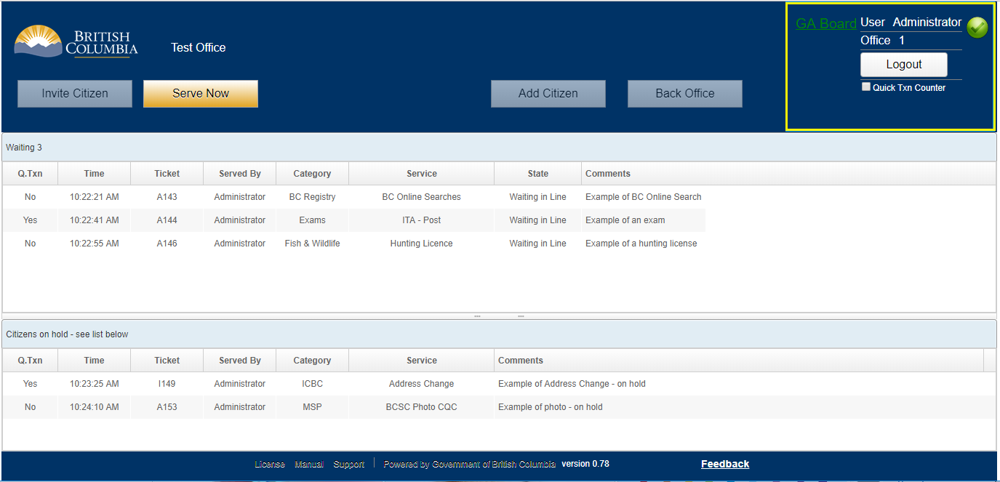 BRITISH
COLUMBIA
Test Office
GA Board
User Administrator
Office 1
Logout
Quick Txn Counter
Invite Citizen
Serve Now
Add Citizen
Back Office
Waiting 3
Q.Txn Time Ticket Served By Category Service State Comments
No 10:22:21 AM A143 Administrator BC Registry BC Online Searches Waiting in Line Example of BC Online Search
Yes 10:22:41 AM A144 Administrator Exams ITA - Post Waiting in Line Example of an exam
No 10:22:55 AM A146 Administrator Fish & Wildlife Hunting Licence Waiting in Line Example of a hunting license
Citizens on hold - see list below
Q.Txn Time Ticket Served By Category Service Comments
Yes 10:23:25 AM I149 Administrator ICBC Address Change Example of Address Change - on hold
No 10:24:10 AM A153 Administrator MSP BCSC Photo CQC Example of photo - on hold
License Manual Support Powered by Government of British Columbia version 0.78 Feedback